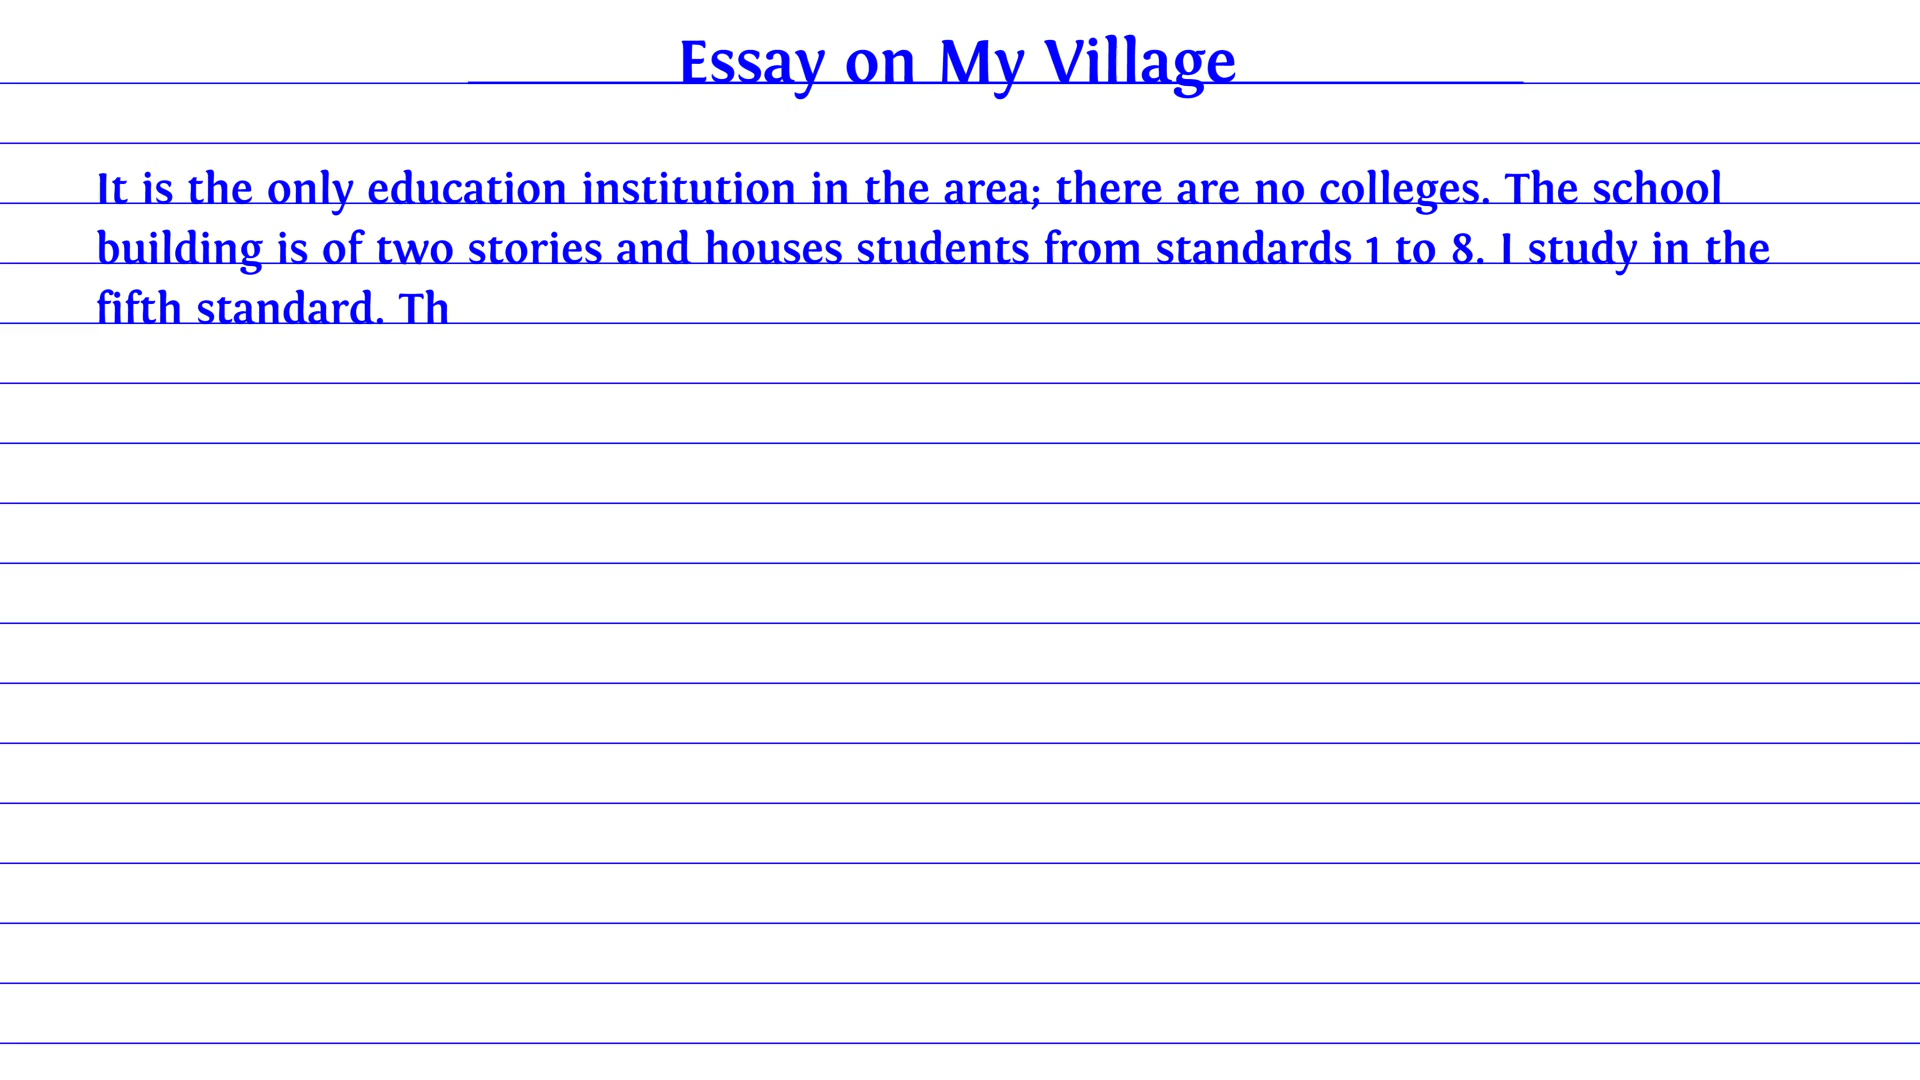 Essay on My Village
It is the only education institution in the area; there are no colleges. The school
building is of two stories and houses students from standards 1 to 8. I study in the
fifth standard. Th